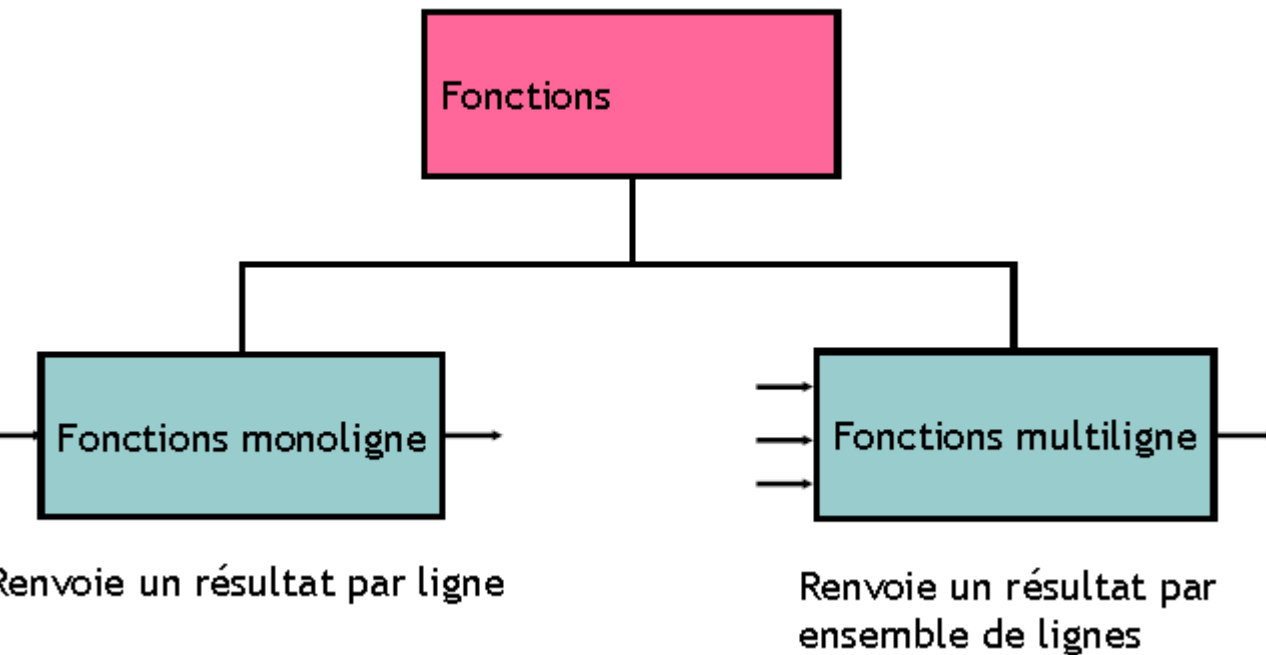 Fonctions
Fonctions monoligne
Fonctions multiligne
Renvoie un résultat par ligne
Renvoie un résultat par
ensemble de lignes